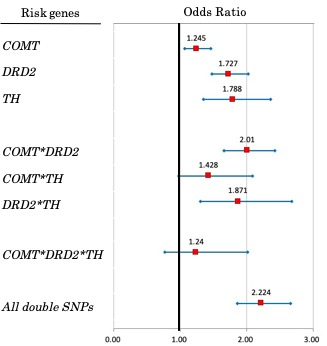 Risk genes Odds Ratio
COMT 1.245
DRD2 1.727
TH 1.788
COMT*DRD2 2.01
COMT*TH 1.428
DRD2*TH 1.871
COMT*DRD2*TH 1.24
All double SNPs 2.224
0.00 1.00 2.00 3.00